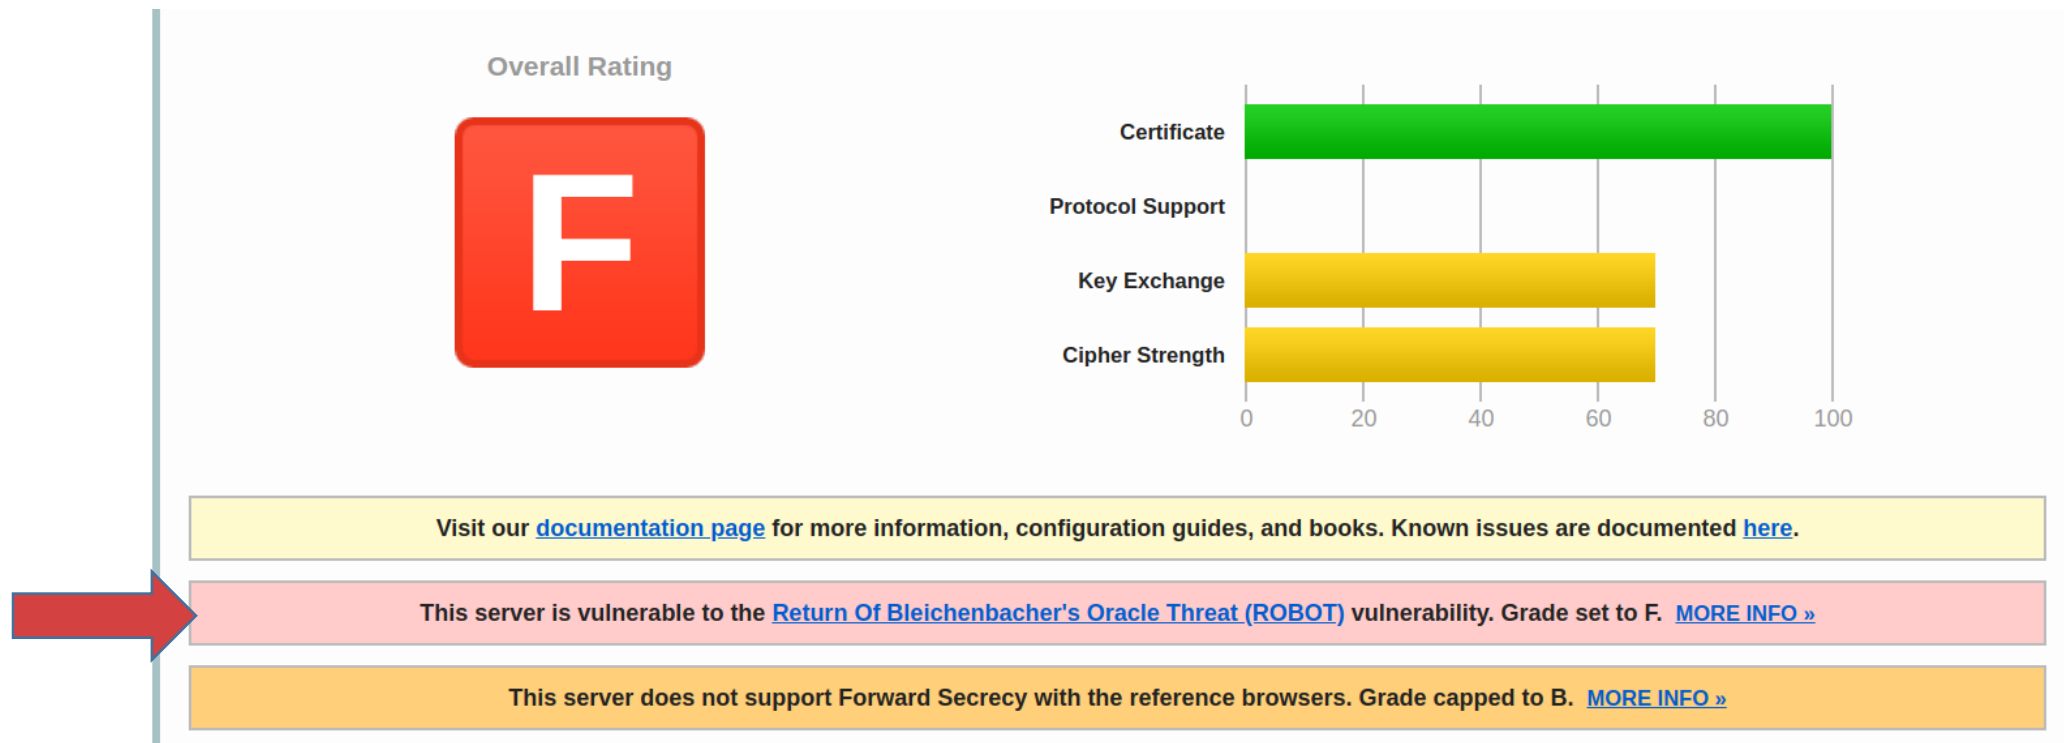 Overall Rating
F
Certificate
Protocol Support
Key Exchange
Cipher Strength
0 20 40 60 80 100
Visit our documentation page for more information, configuration guides, and books. Known issues are documented here.
This server is vulnerable to the Return Of Bleichenbacher's Oracle Threat (ROBOT) vulnerability. Grade set to F. MORE INFO »
This server does not support Forward Secrecy with the reference browsers. Grade capped to B. MORE INFO »